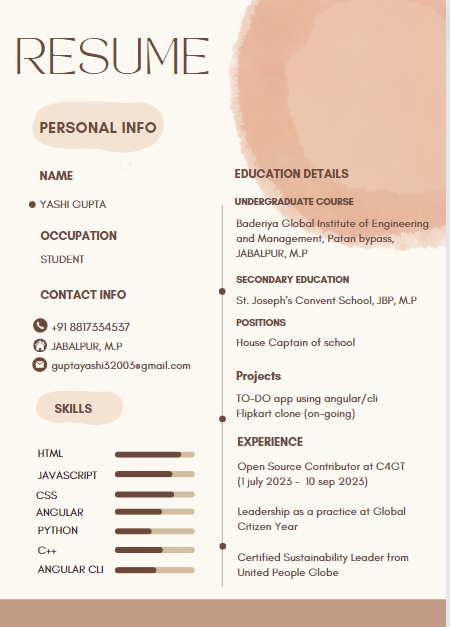 RESUME
PERSONAL INFO
NAME
YASHI GUPTA
OCCUPATION
STUDENT
CONTACT INFO
+91 8817334537
JABALPUR, M.P
guptayashi32003@gmail.com
SKILLS
HTML
JAVASCRIPT
CSS
ANGULAR
PYTHON
C++
ANGULAR CLI
EDUCATION DETAILS
UNDERGRADUATE COURSE
Baderiya Global Institute of Engineering
and Management, Patan bypass,
JABALPUR, M.P
SECONDARY EDUCATION
St. Joseph's Convent School, JBP, M.P
POSITIONS
House Captain of school
Projects
TO-DO app using angular/cli
Flipkart clone (on-going)
EXPERIENCE
Open Source Contributor at C4GT
(1 july 2023 - 10 sep 2023)
Leadership as a practice at Global
Citizen Year
Certified Sustainability Leader from
United People Globe